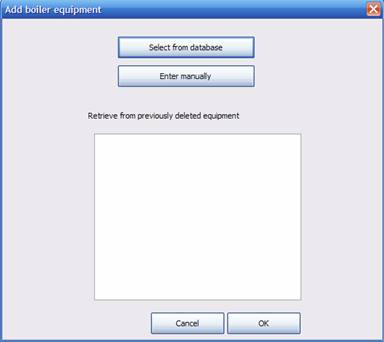 Add boiler equipment
Select from database
Enter manually
Retrieve from previously deleted equipment
Cancel OK